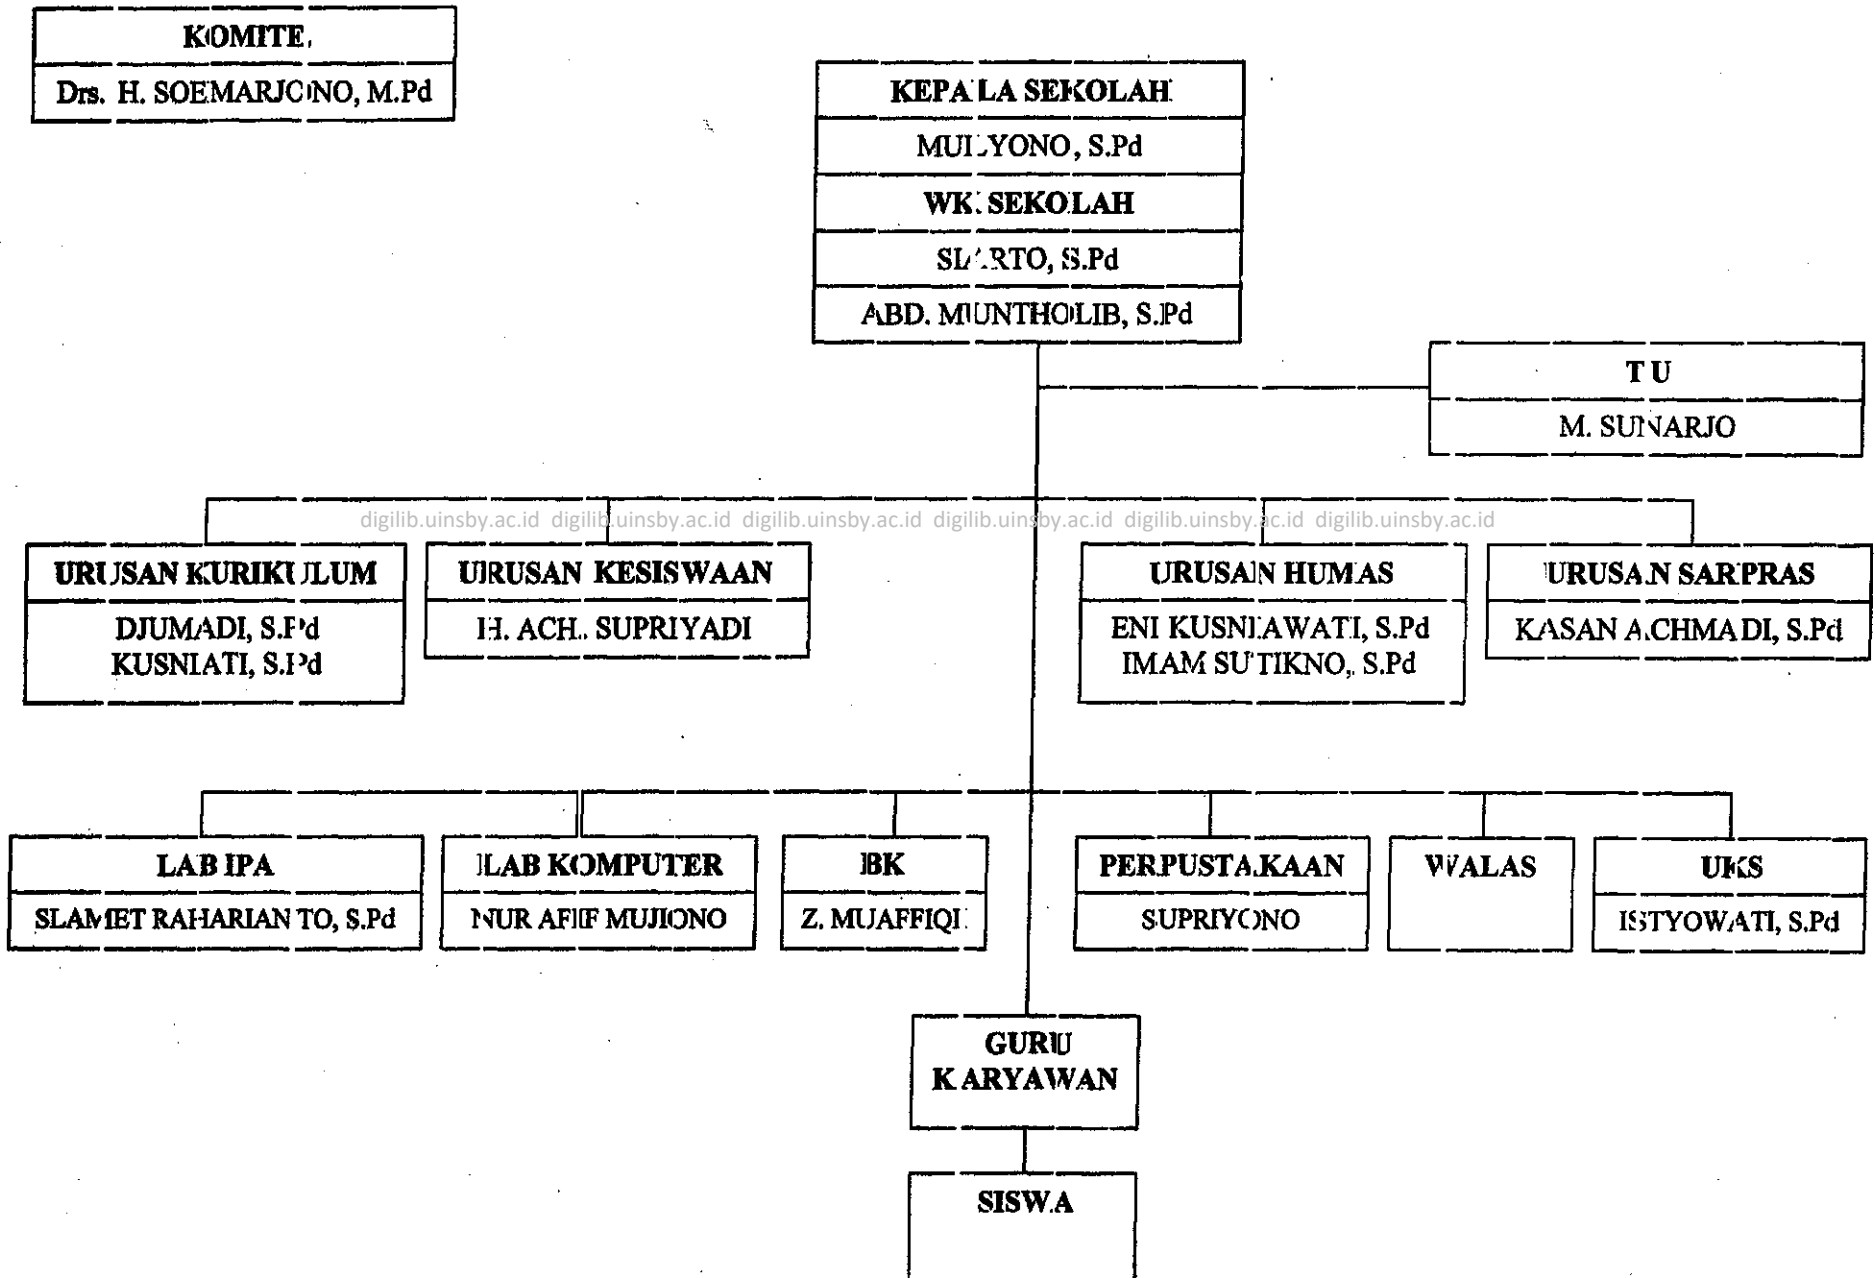 KOMITE
Drs. H. SOEMARJONO, M.Pd
KEPALA SEKOLAH
MULYONO, S.Pd
WK. SEKOLAH
S.Pd
ABD. MUNTHOLIB, S.Pd
T U
M. SUNARJO
digilib.uinsby.ac.id digilib.uinsby.ac.id digilib.uinsby.ac.id digilib.uinsby.ac.id digilib.uinsby.ac.id digilib.uinsby.ac.id
URUSAN KURIKULUM
DJUMADI, S.Pd
KUSNIATI, S.Pd
URUSAN KESISWAAN
H. ACH. SUPRIYADI
URUSAN HUMAS
ENI KUSNIAWATI, S.Pd
IMAM SUTIKNO, S.Pd
URUSAN SARPRAS
KASAN ACHMADI, S.Pd
LAB IPA
SLAMET RAHARIANTO, S.Pd
LAB KOMPUTER
NUR AFIF MUJIONO
BK
Z. MUAFFIQI
PERPUSTAKAAN
SUPRIYONO
WALAS
UKS
ISTYOWATI, S.Pd
GURU
KARYAWAN
SISWA